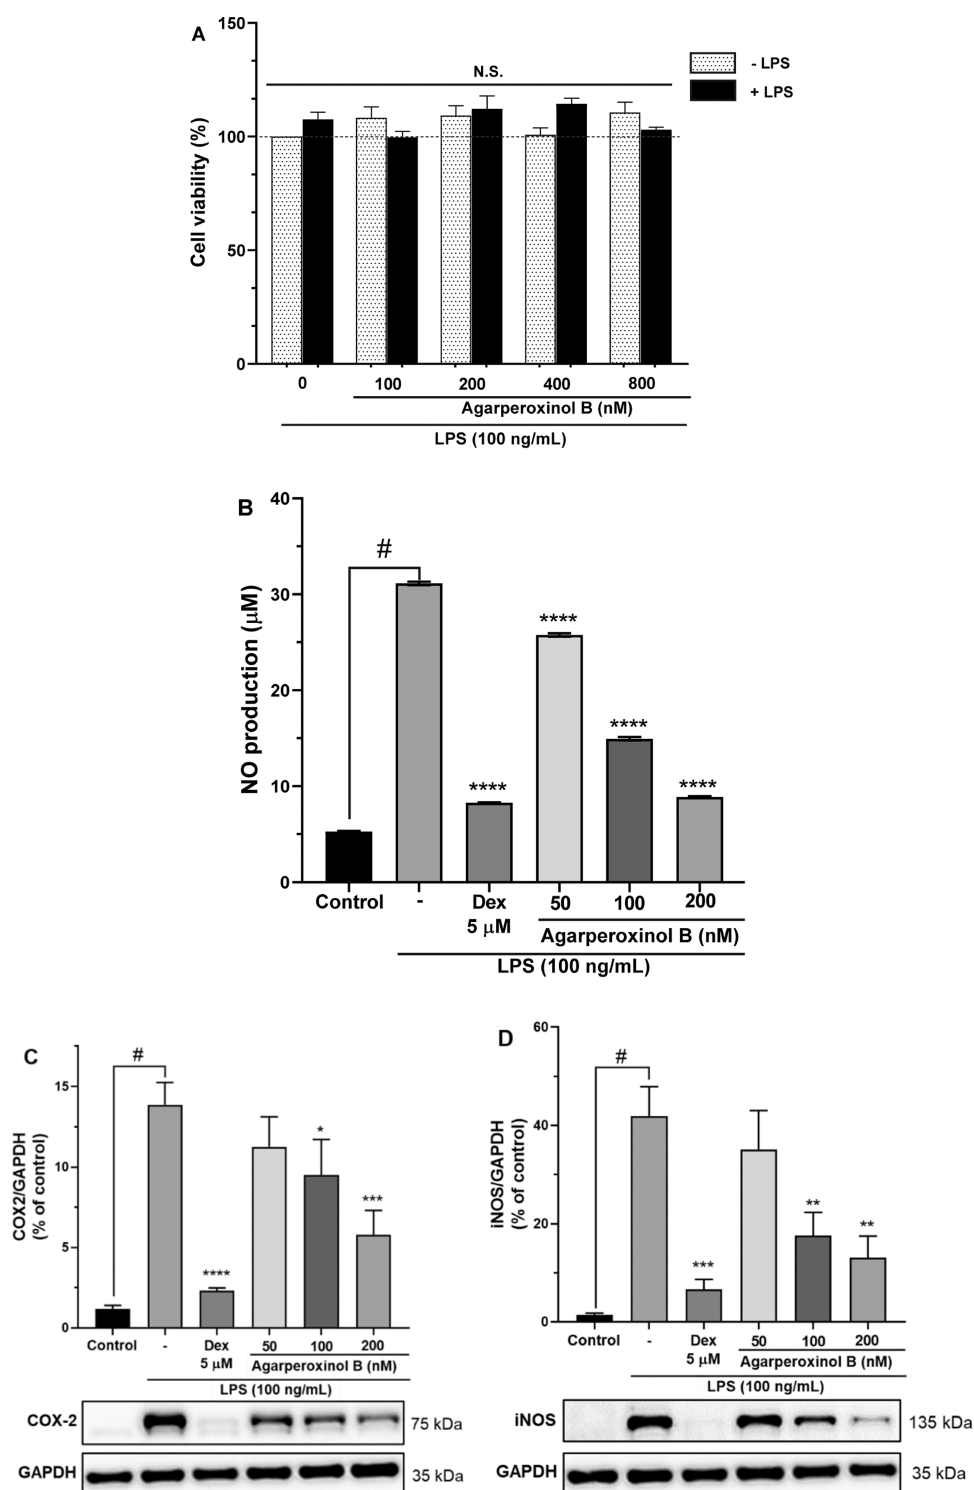 A
150
100
50
0
Cell viability (%)
N.S.
- LPS
+ LPS
0 100 200 400 800
Agarperoxinol B (nM)
LPS (100 ng/mL)
B
40
30
20
10
0
NO production (μM)
#
****
****
****
****
Control - Dex 50 100 200
5 μM
Agarperoxinol B (nM)
LPS (100 ng/mL)
C
15
10
5
0
COX2/GAPDH
(% of control)
#
****
*
***
Control - Dex 50 100 200
5 μM
Agarperoxinol B (nM)
LPS (100 ng/mL)
COX-2 75 kDa
GAPDH 35 kDa
D
60
40
20
0
iNOS/GAPDH
(% of control)
#
***
**
**
Control - Dex 50 100 200
5 μM
Agarperoxinol B (nM)
LPS (100 ng/mL)
iNOS 135 kDa
GAPDH 35 kDa